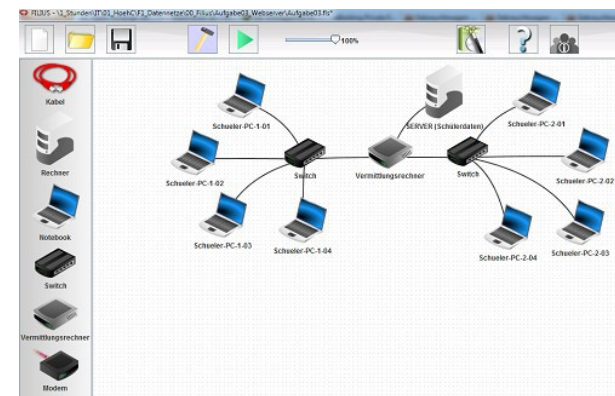 FILIUS - \1_Stunden\IT\01_HoehC\F1_Datennetze\00_Filius\Aufgabe03_Webserver\Aufgabe03.fls*
100%
Kabel
Rechner
Notebook
Switch
Vermittlungsrechner
Modem
Schueler-PC-1-01
Schueler-PC-1-02
Schueler-PC-1-03
Schueler-PC-1-04
Switch
Vermittlungsrechner
SERVER (Schülerdaten)
Switch
Schueler-PC-2-01
Schueler-PC-2-02
Schueler-PC-2-03
Schueler-PC-2-04